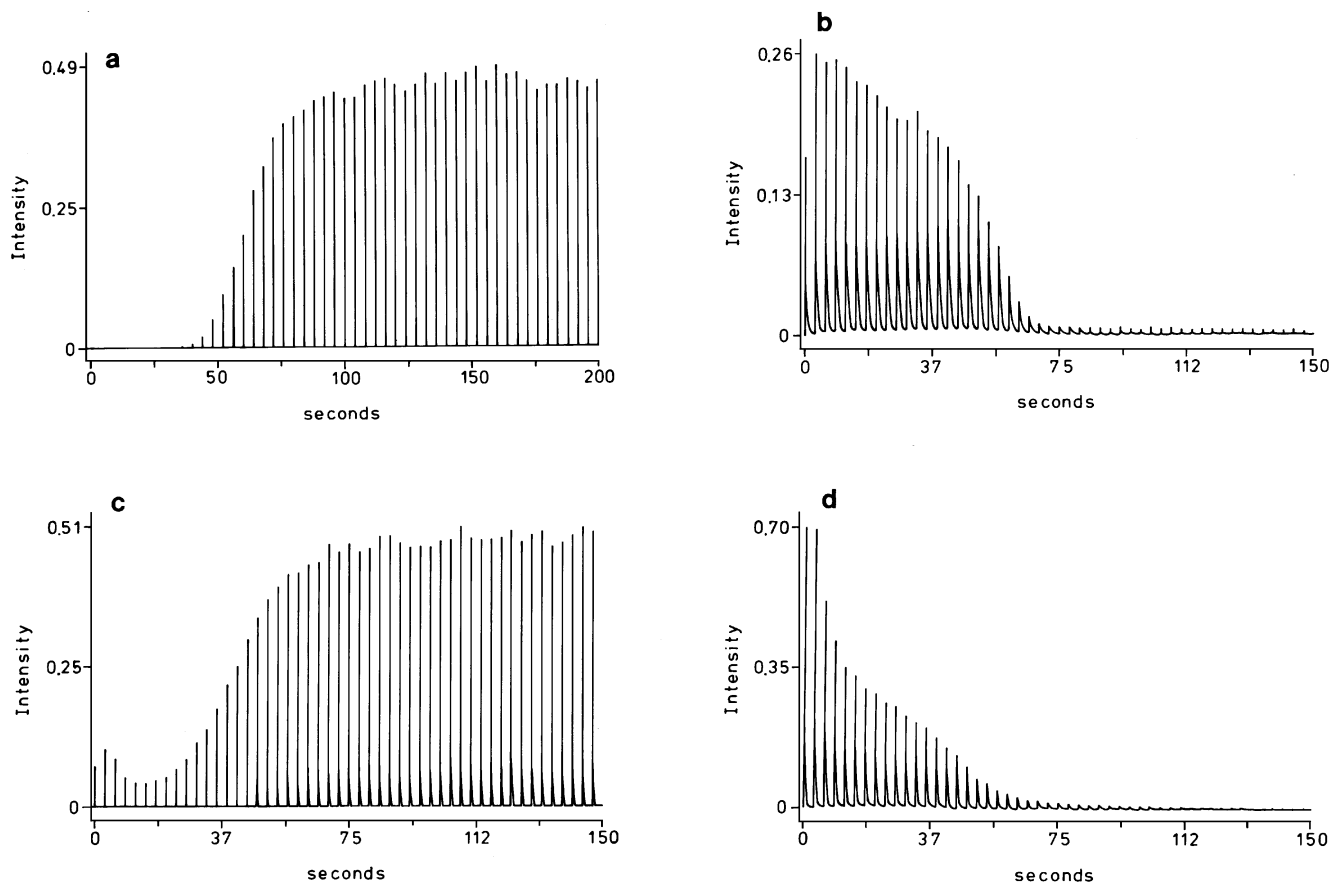 a
0,49
0,25
0
Intensity
0 50 100 150 200
seconds
b
0,26
0,13
0
Intensity
0 37 75 112 150
seconds
c
0,51
0,25
0
Intensity
0 37 75 112 150
seconds
d
0,70
0,35
0
Intensity
0 37 75 112 150
seconds